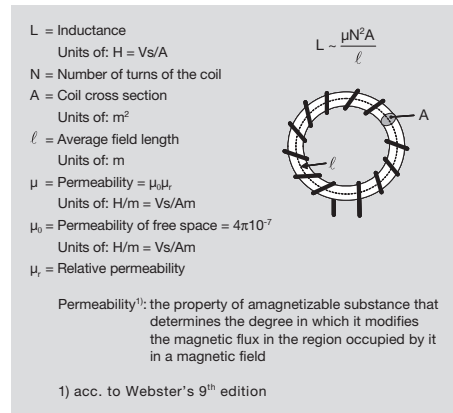 L = Inductance
Units of: H = Vs/A
N = Number of turns of the coil
A = Coil cross section
Units of: m²
ℓ = Average field length
Units of: m
µ = Permeability = µ₀µᵣ
Units of: H/m = Vs/Am
µ₀ = Permeability of free space = 4π10⁻⁷
Units of: H/m = Vs/Am
µᵣ = Relative permeability
L ~ µN²A / ℓ
A
ℓ
Permeability¹⁾: the property of amagnetizable substance that
determines the degree in which it modifies
the magnetic flux in the region occupied by it
in a magnetic field
1) acc. to Webster's 9ᵗʰ edition